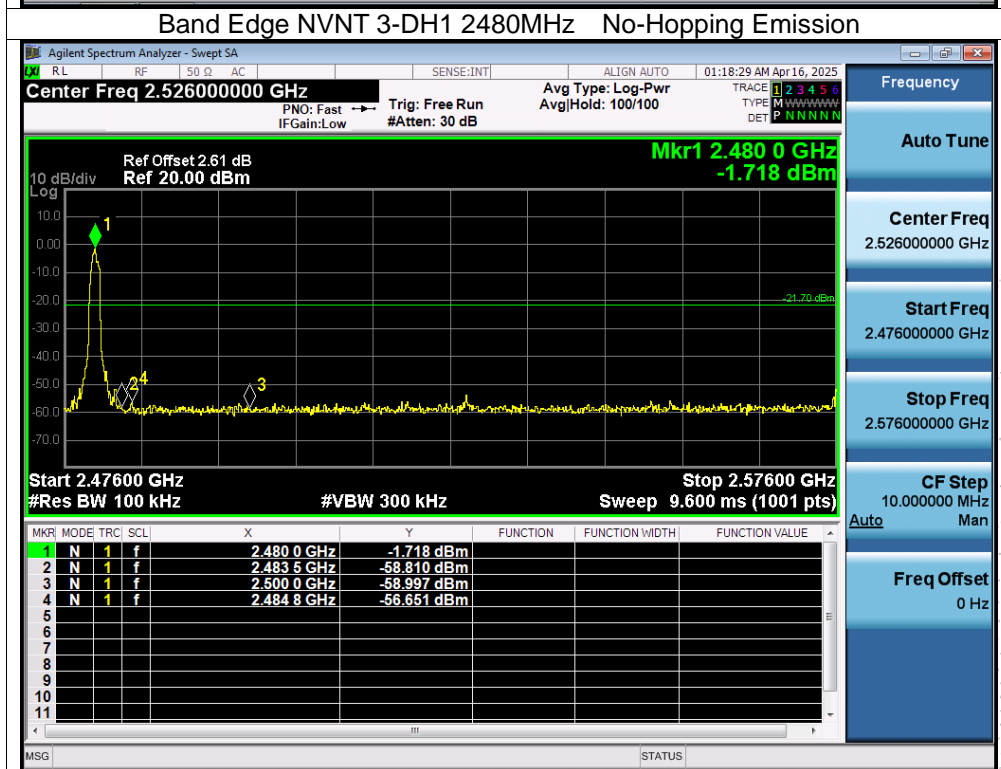 Band Edge NVNT 3-DH1 2480MHz No-Hopping Emission
Agilent Spectrum Analyzer - Swept SA
LXI RL RF 50 Ω AC SENSE:INT ALIGN AUTO 01:18:29 AM Apr 16, 2025
Center Freq 2.526000000 GHz
PNO: Fast
IFGain:Low
Trig: Free Run
#Atten: 30 dB
Avg Type: Log-Pwr
Avg|Hold: 100/100
TRACE 1 2 3 4 5 6
TYPE M WWWWW
DET P N N N N N
Frequency
Auto Tune
Center Freq
2.526000000 GHz
Start Freq
2.476000000 GHz
Stop Freq
2.576000000 GHz
CF Step
10.000000 MHz
Auto Man
Freq Offset
0 Hz
Mkr1 2.480 0 GHz
-1.718 dBm
Ref Offset 2.61 dB
10 dB/div Ref 20.00 dBm
Log
10.0
0.00
-10.0
-20.0
-30.0
-40.0
-50.0
-60.0
-70.0
1
-21.70 dBm
2 4
3
Start 2.47600 GHz Stop 2.57600 GHz
#Res BW 100 kHz #VBW 300 kHz Sweep 9.600 ms (1001 pts)
MKR MODE TRC SCL X Y FUNCTION FUNCTION WIDTH FUNCTION VALUE
1 N 1 f 2.480 0 GHz -1.718 dBm
2 N 1 f 2.483 5 GHz -58.810 dBm
3 N 1 f 2.500 0 GHz -58.997 dBm
4 N 1 f 2.484 8 GHz -56.651 dBm
5
6
7
8
9
10
11
MSG STATUS